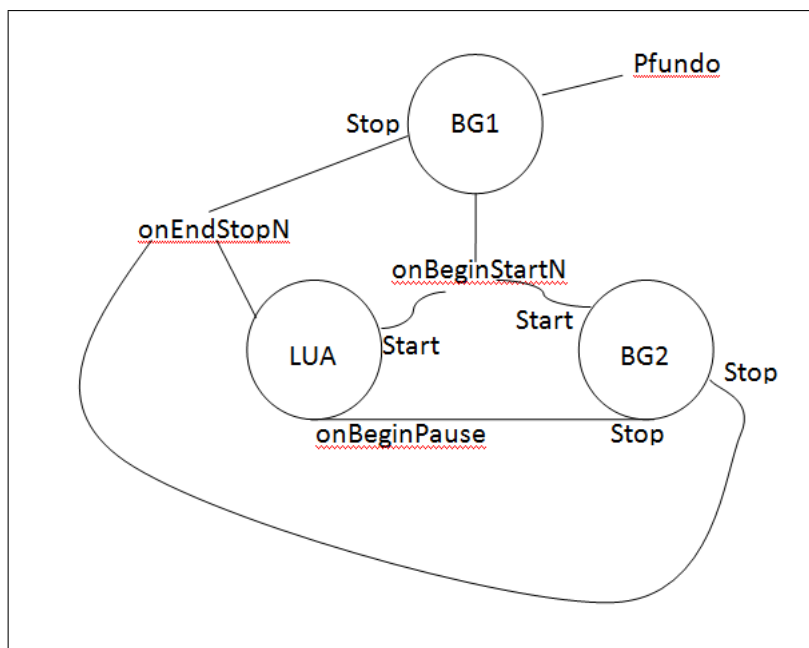 Pfundo
Stop
BG1
onEndStopN
onBeginStartN
Start
LUA
Start
BG2
Stop
onBeginPause
Stop